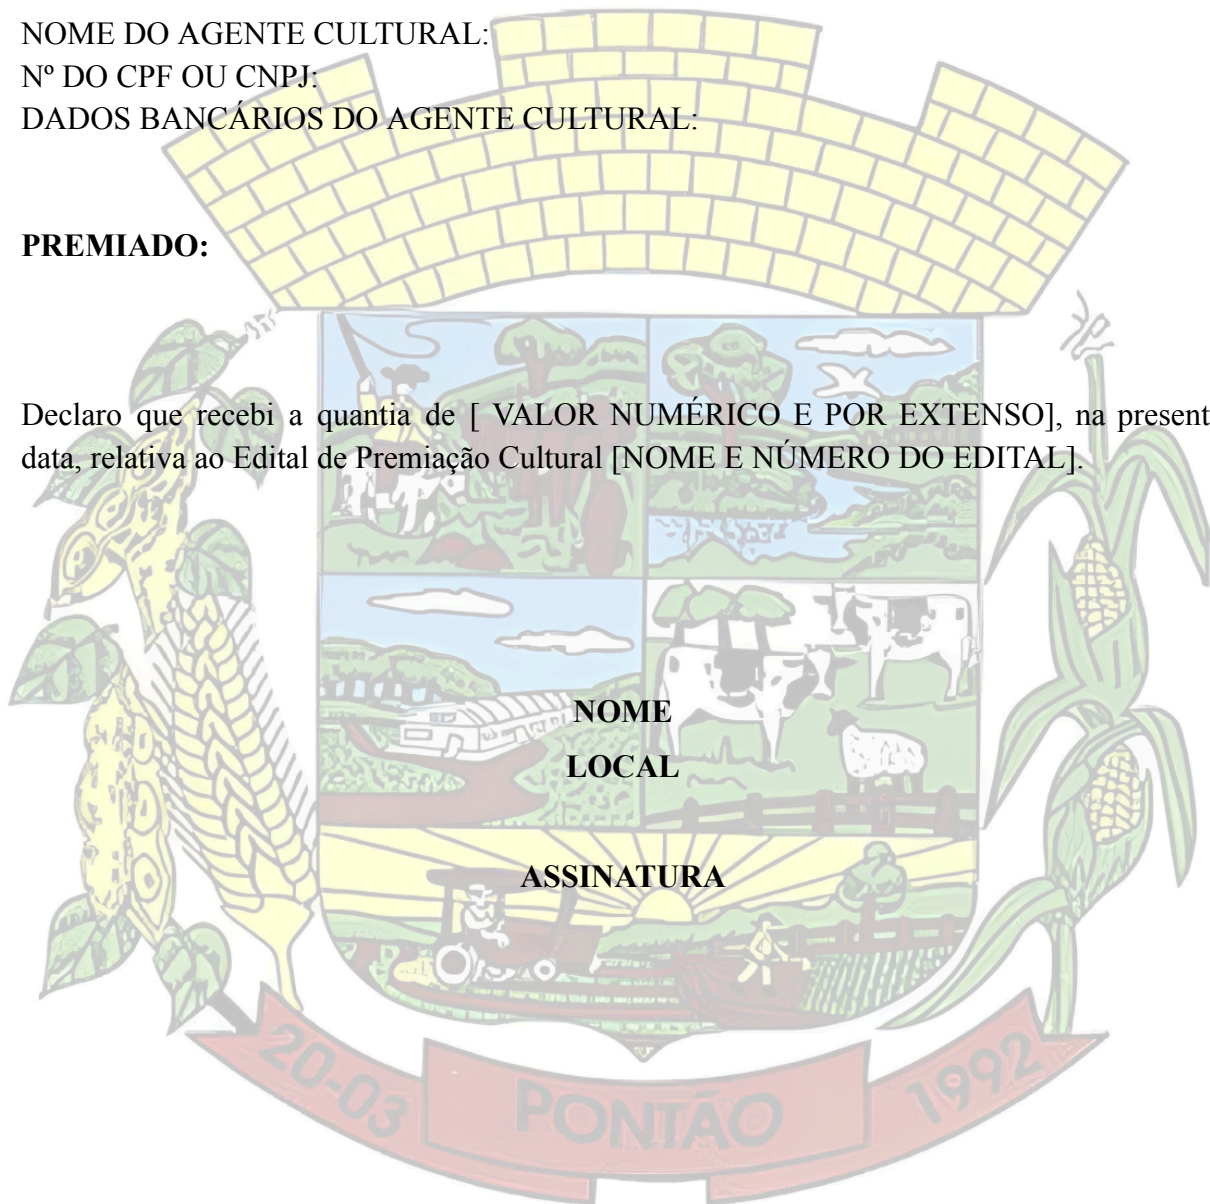 NOME DO AGENTE CULTURAL:
Nº DO CPF OU CNPJ:
DADOS BANCÁRIOS DO AGENTE CULTURAL:
PREMIADO:
Declaro que recebi a quantia de [ VALOR NUMÉRICO E POR EXTENSO], na present
data, relativa ao Edital de Premiação Cultural [NOME E NÚMERO DO EDITAL].
NOME
LOCAL
ASSINATURA
20-03 PONTÃO 1992